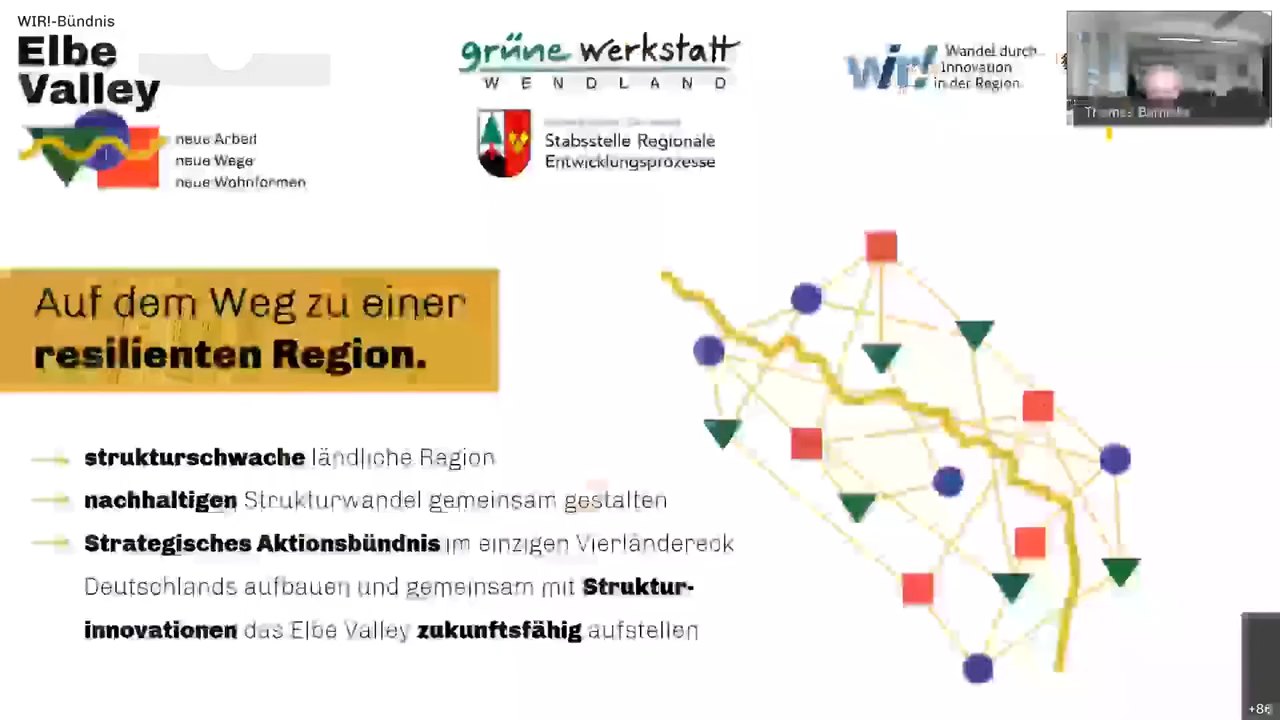 WIR!-Bündnis
Elbe
Valley
neue Arbeit
neue Wege
neue Wohnformen
grüne werkstatt
WENDLAND
Stabsstelle Regionale
Entwicklungsprozesse
wir!
Wandel durch
Innovation
in der Region
Thomas
Auf dem Weg zu einer
resilienten Region.
strukturschwache ländliche Region
nachhaltigen Strukturwandel gemeinsam gestalten
Strategisches Aktionsbündnis im einzigen Vierländereck
Deutschlands aufbauen und gemeinsam mit Struktur-
innovationen das Elbe Valley zukunftsfähig aufstellen
+86